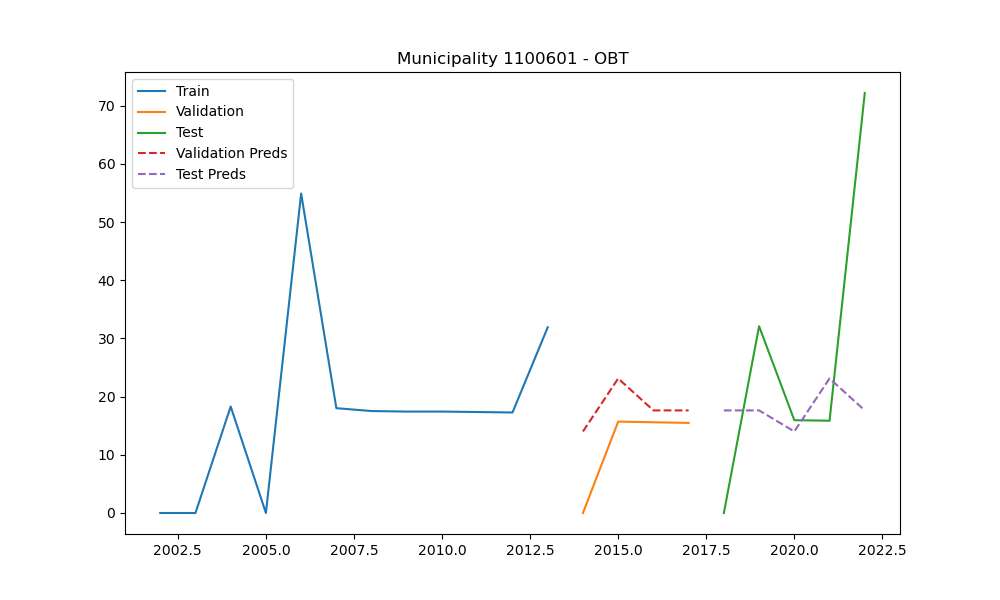 Municipality 1100601 - OBT
Train
Validation
Test
Validation Preds
Test Preds
70
60
50
40
30
20
10
0
2002.5 2005.0 2007.5 2010.0 2012.5 2015.0 2017.5 2020.0 2022.5